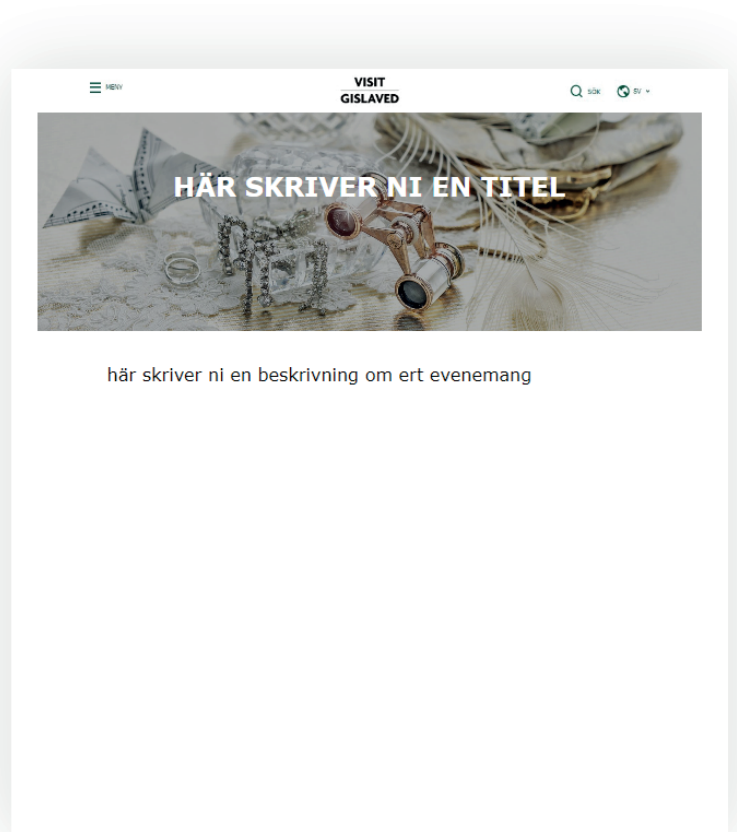 MENY
VISIT
GISLAVED
SÖK
SV
HÄR SKRIVER NI EN TITEL
här skriver ni en beskrivning om ert evenemang